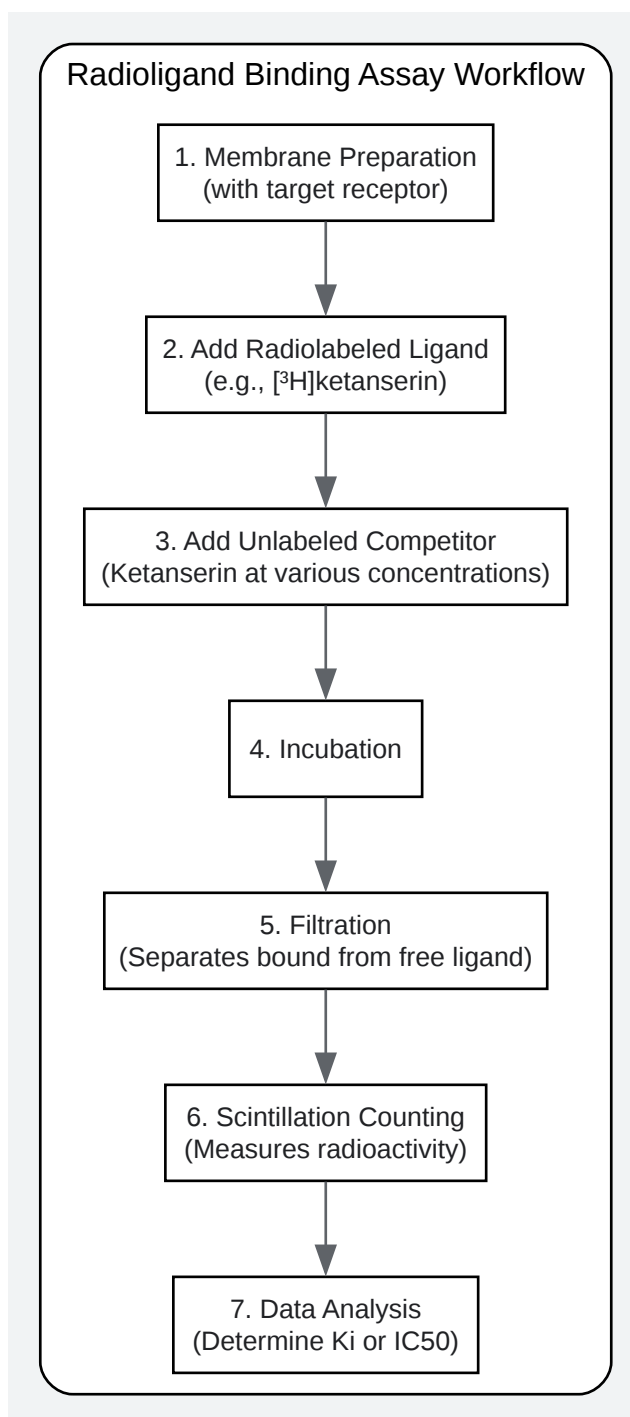 Radioligand Binding Assay Workflow
1. Membrane Preparation
(with target receptor)
2. Add Radiolabeled Ligand
(e.g., [³H]ketanserin)
3. Add Unlabeled Competitor
(Ketanserin at various concentrations)
4. Incubation
5. Filtration
(Separates bound from free ligand)
6. Scintillation Counting
(Measures radioactivity)
7. Data Analysis
(Determine Ki or IC50)